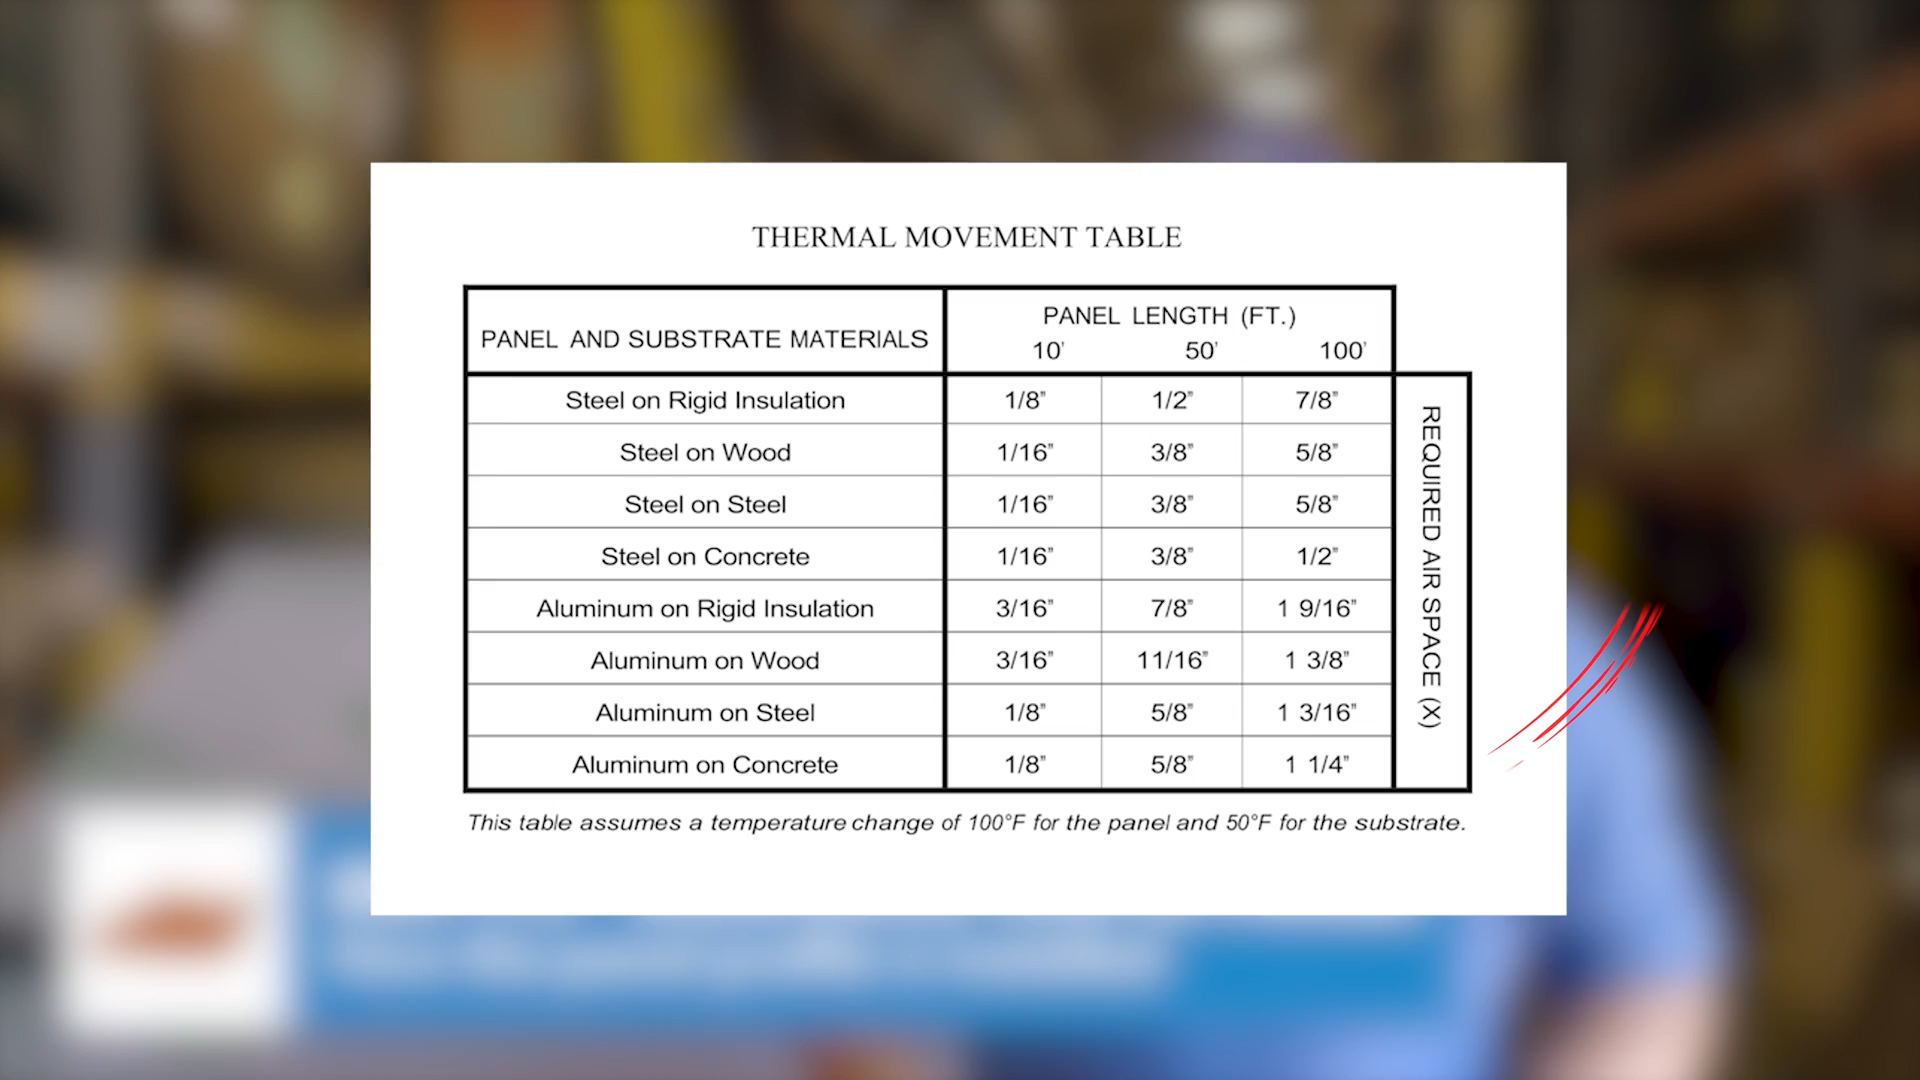 THERMAL MOVEMENT TABLE
PANEL AND SUBSTRATE MATERIALS PANEL LENGTH (FT.)
10' 50' 100'
Steel on Rigid Insulation 1/8" 1/2" 7/8"
Steel on Wood 1/16" 3/8" 5/8"
Steel on Steel 1/16" 3/8" 5/8"
Steel on Concrete 1/16" 3/8" 1/2"
Aluminum on Rigid Insulation 3/16" 7/8" 1 9/16"
Aluminum on Wood 3/16" 11/16" 1 3/8"
Aluminum on Steel 1/8" 5/8" 1 3/16"
Aluminum on Concrete 1/8" 5/8" 1 1/4"
REQUIRED AIR SPACE (X)
This table assumes a temperature change of 100°F for the panel and 50°F for the substrate.